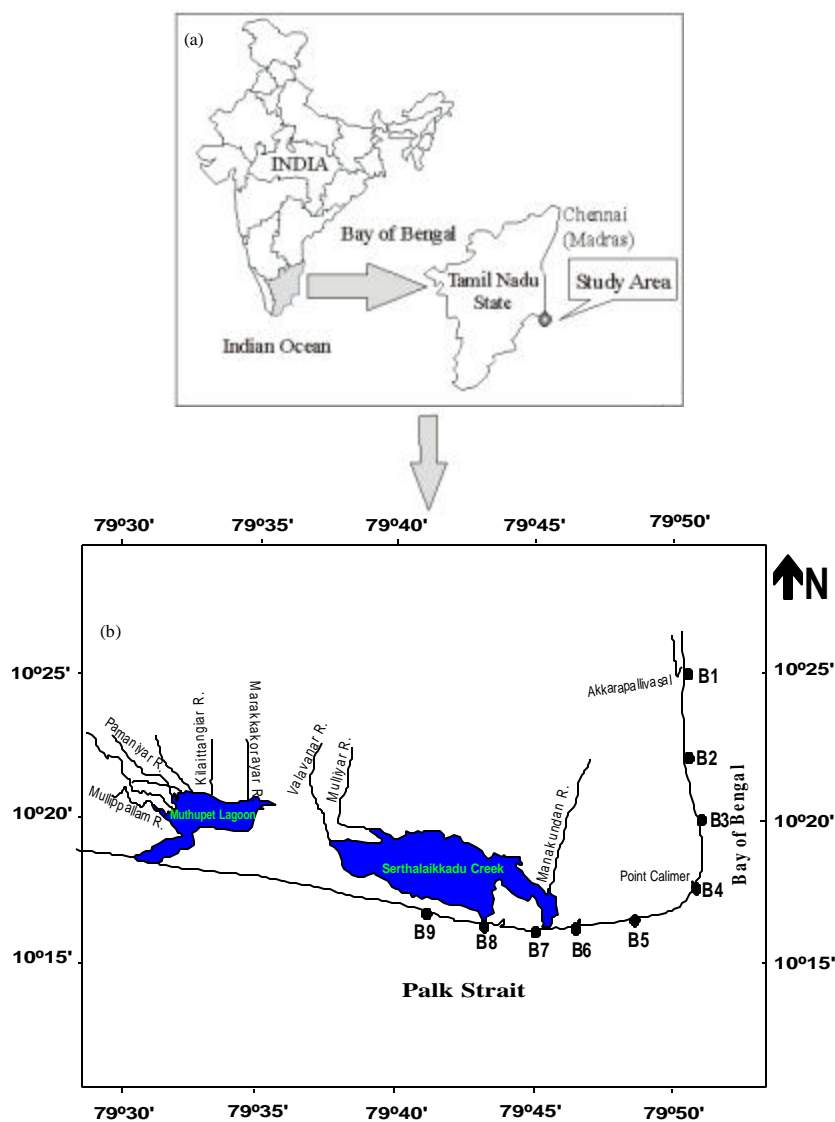 (a)
INDIA
Bay of Bengal
Chennai
(Madras)
Tamil Nadu
State
Study Area
Indian Ocean
79º30'
79º35'
79º40'
79º45'
79º50'
N
(b)
10º25'
10º25'
Akkarapallivasal
B1
Pamaniyar R.
Kilaittangiar R.
Marakkakorayar R.
Valavanar R.
Mulliyar R.
B2
Mullippallam R.
Muthupet Lagoon
10º20'
10º20'
B3
Bay of Bengal
Manakundan R.
Serthalaikkadu Creek
Point Calimer
B4
B9
B8
B7
B6
B5
10º15'
10º15'
Palk Strait
79º30'
79º35'
79º40'
79º45'
79º50'